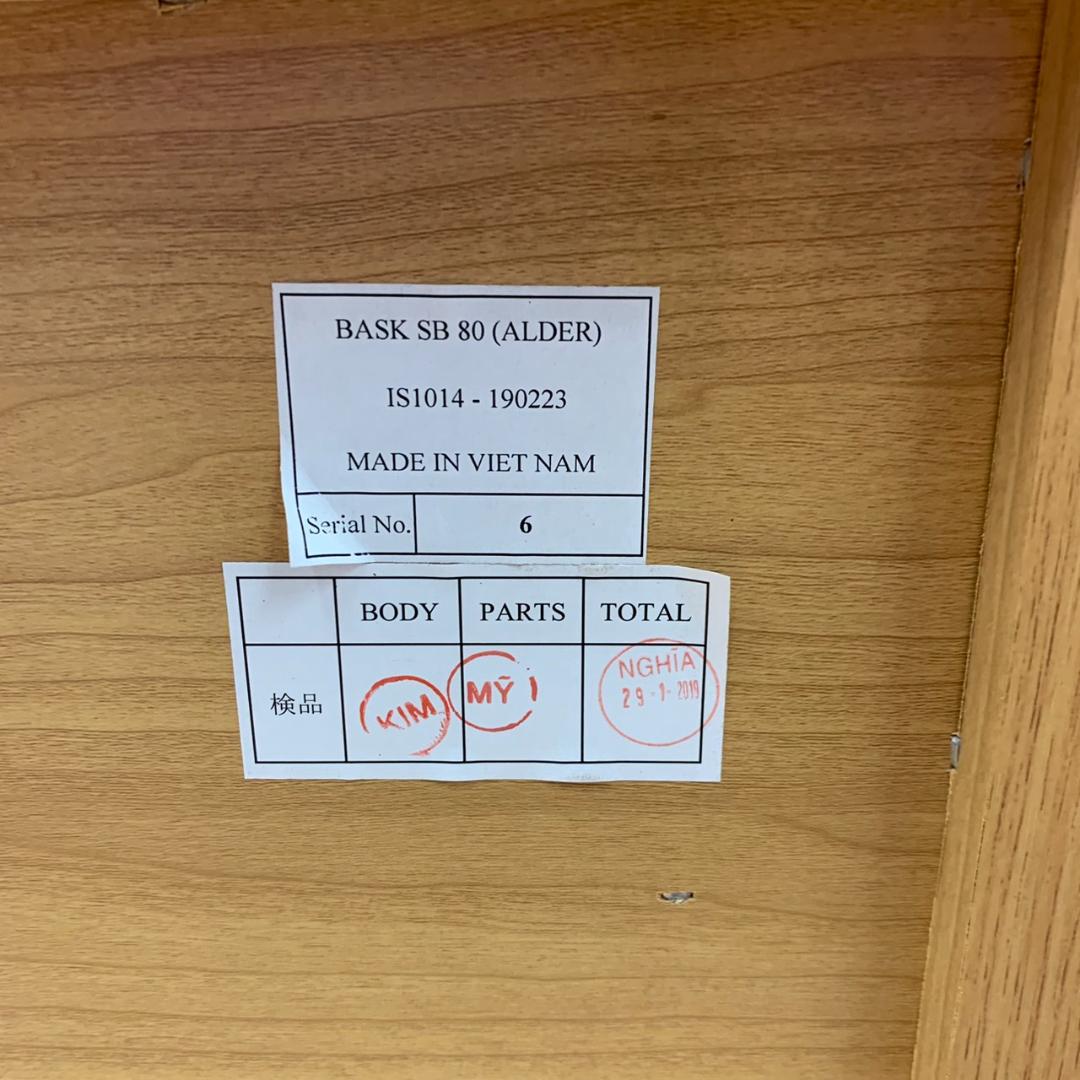 BASK SB 80 (ALDER)
IS1014 - 190223
MADE IN VIET NAM
Serial No. 6
BODY PARTS TOTAL
検品
KIM
MỸ 1
NGHĨA
29-1-2019